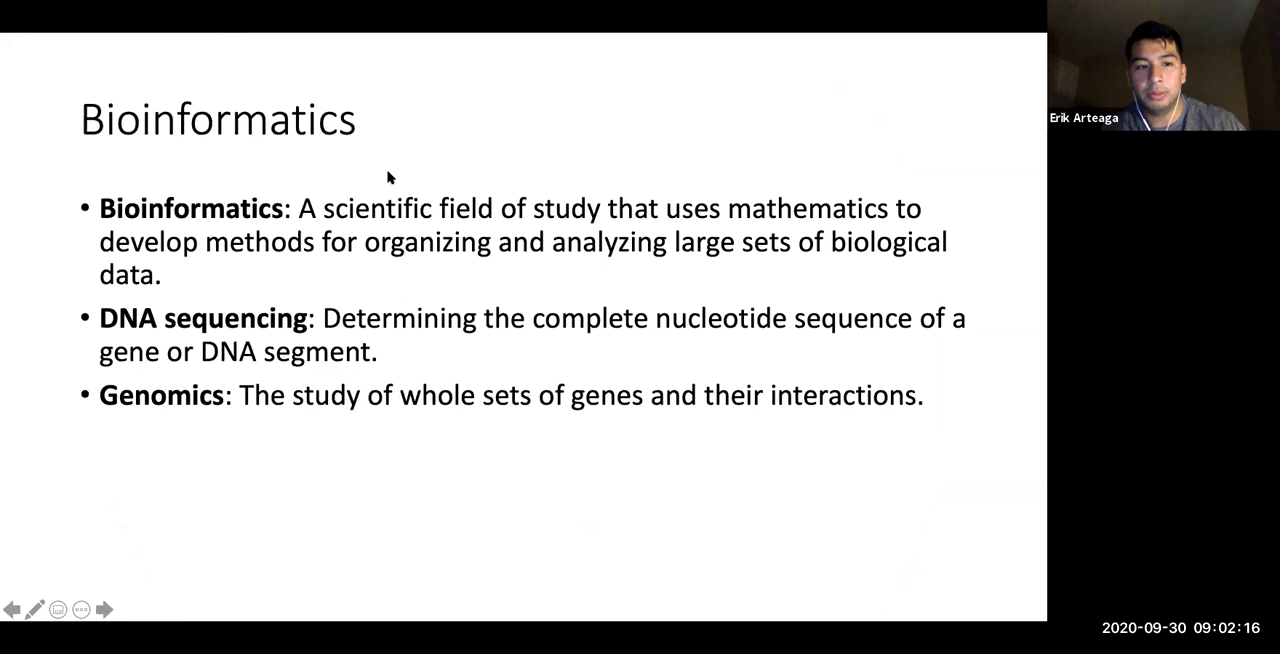 Bioinformatics
• Bioinformatics: A scientific field of study that uses mathematics to
develop methods for organizing and analyzing large sets of biological
data.
• DNA sequencing: Determining the complete nucleotide sequence of a
gene or DNA segment.
• Genomics: The study of whole sets of genes and their interactions.
Erik Arteaga
2020-09-30 09:02:16